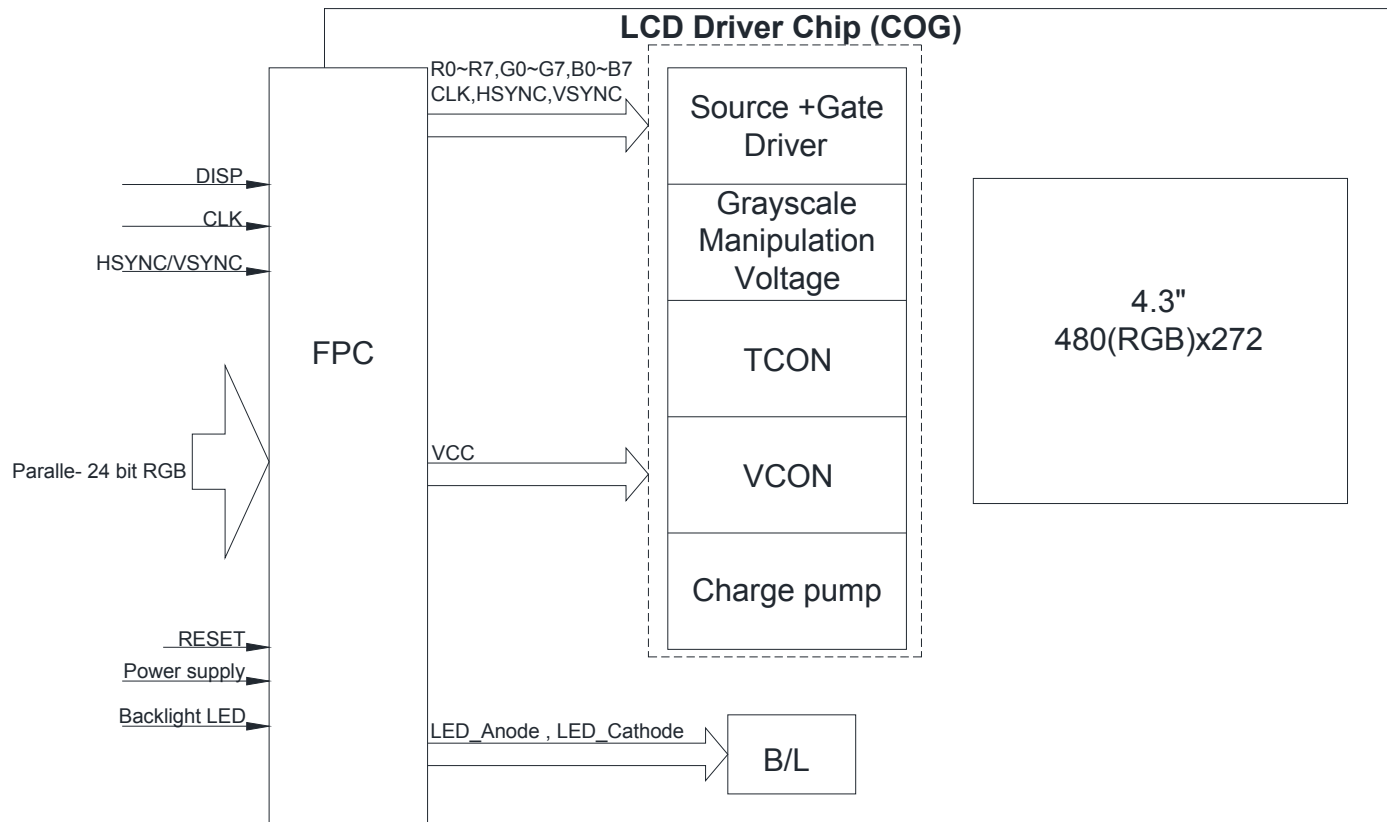 LCD Driver Chip (COG)
R0~R7,G0~G7,B0~B7
CLK,HSYNC,VSYNC
Source +Gate
Driver
DISP
CLK
HSYNC/VSYNC
Grayscale
Manipulation
Voltage
4.3"
480(RGB)x272
FPC
TCON
VCC
VCON
Paralle- 24 bit RGB
Charge pump
RESET
Power supply
Backlight LED
LED_Anode , LED_Cathode
B/L